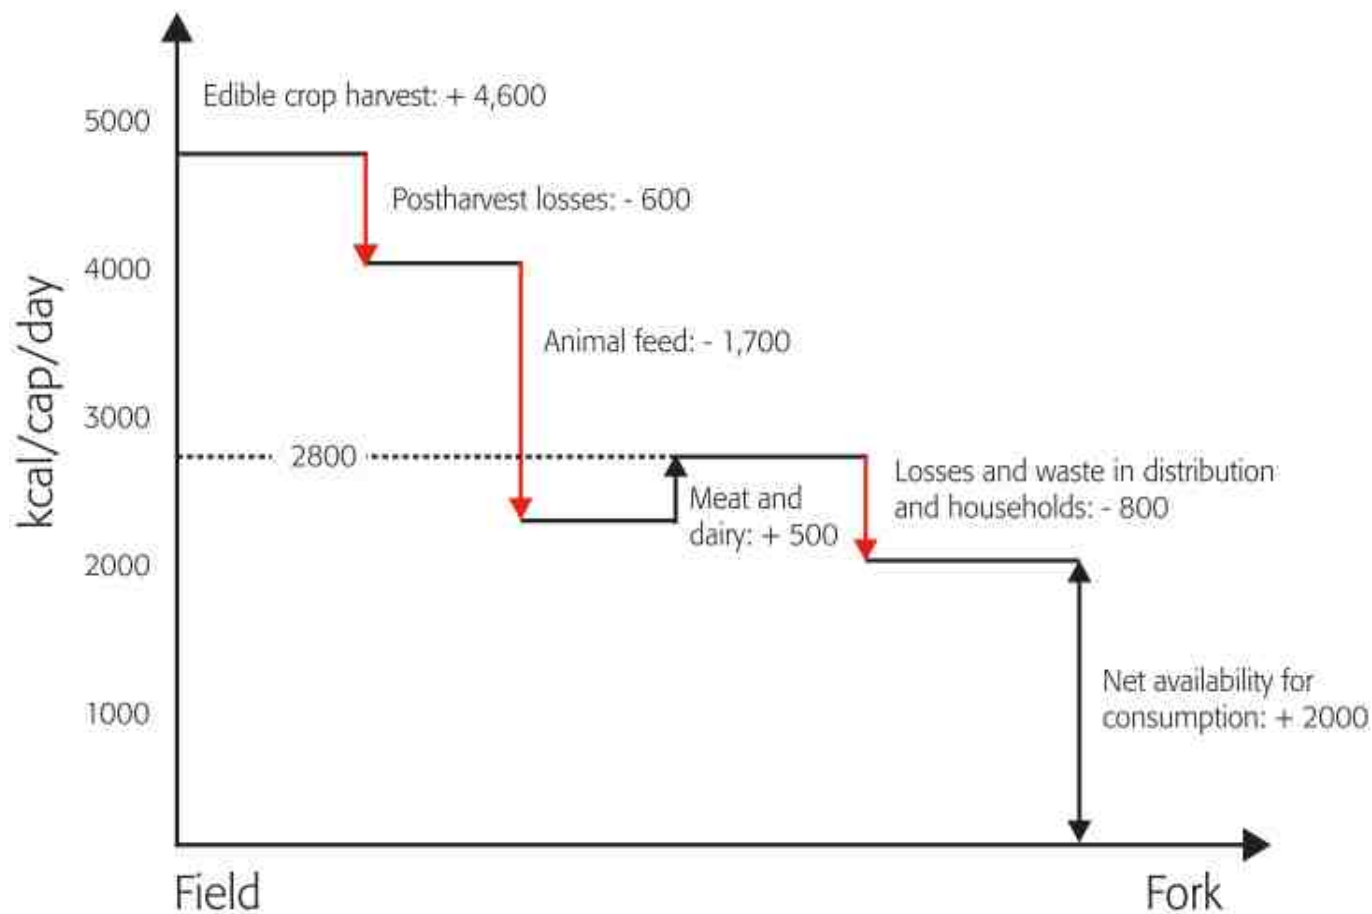 Edible crop harvest: + 4,600
5000
Postharvest losses: - 600
4000
Animal feed: - 1,700
3000
2800
Losses and waste in distribution
and households: - 800
Meat and
dairy: + 500
2000
Net availability for
consumption: + 2000
1000
kcal/cap/day
Field
Fork